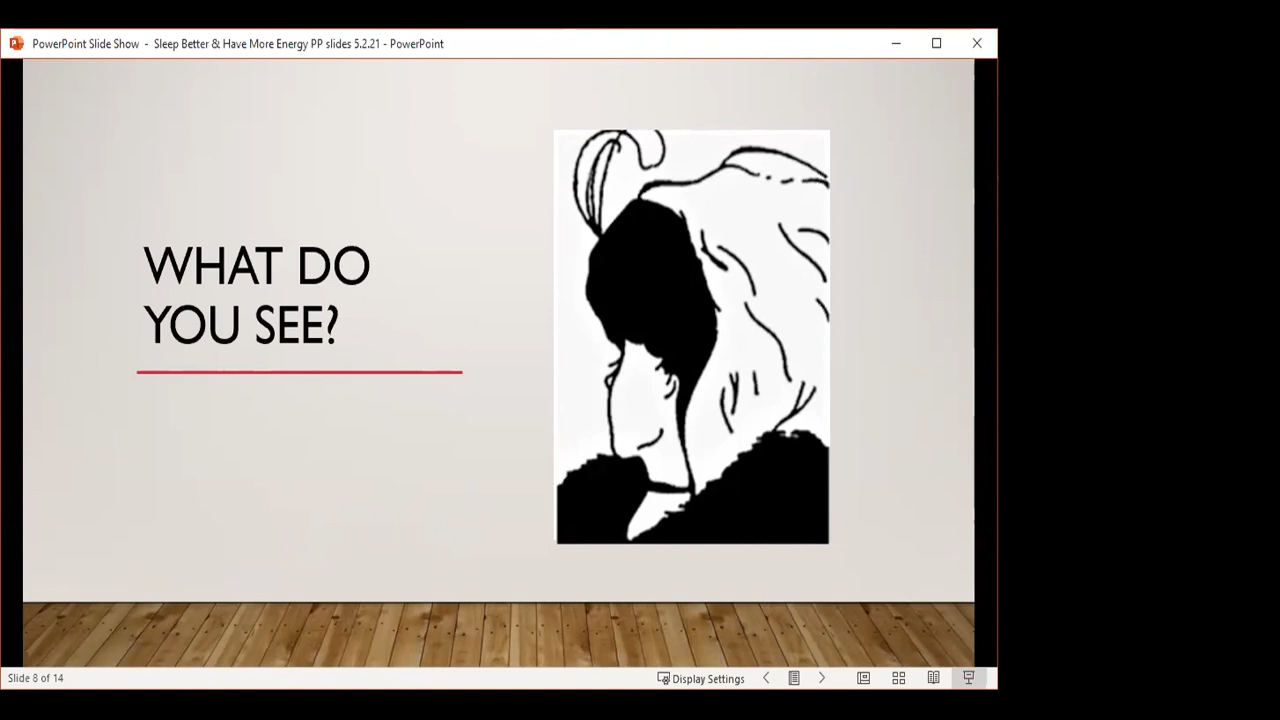 PowerPoint Slide Show - Sleep Better & Have More Energy PP slides 5.2.21 - PowerPoint
WHAT DO
YOU SEE?
Slide 8 of 14
Display Settings